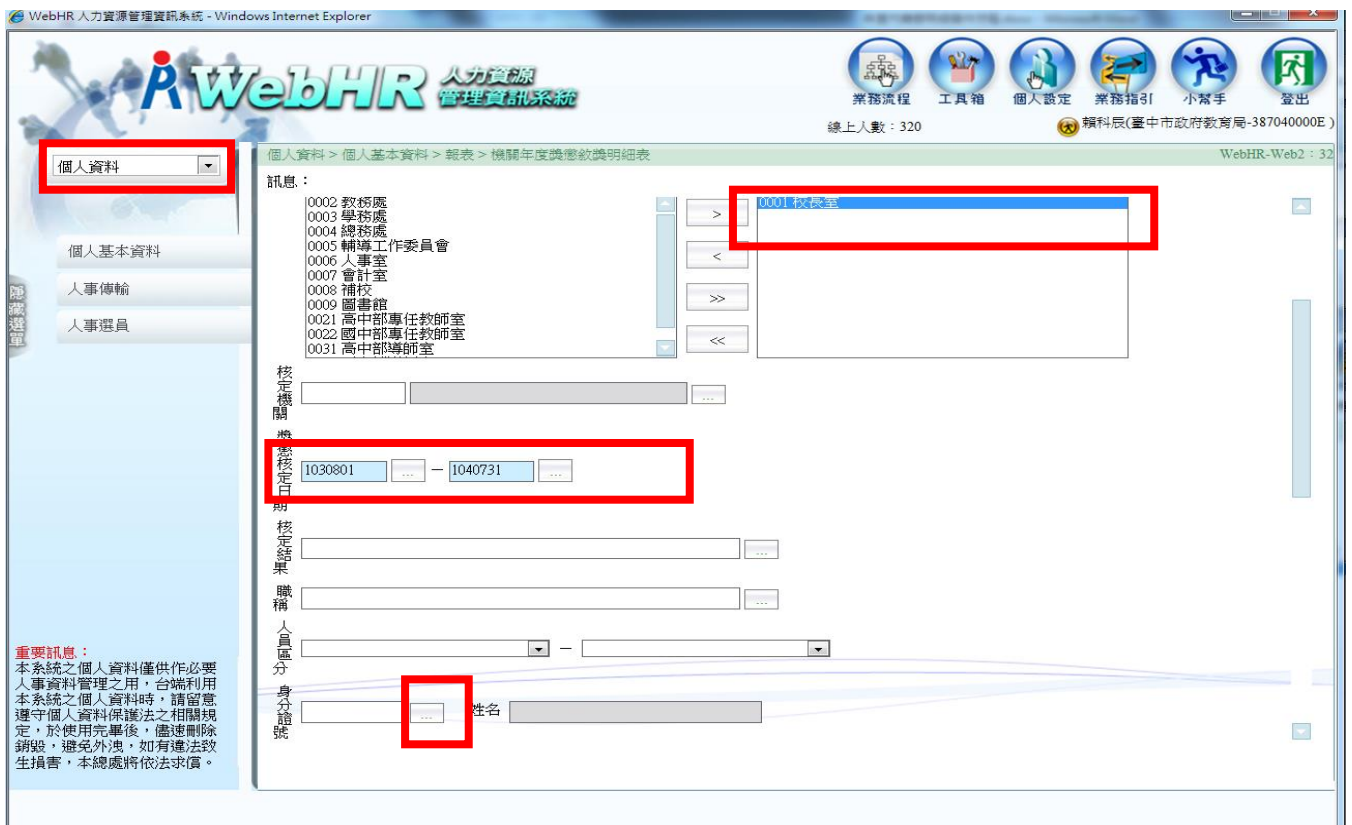 WebHR 人力資源管理資訊系統 - Windows Internet Explorer
WebHR 人力資源
管理資訊系統
業務流程 工具箱 個人設定 業務指引 小幫手 登出
線上人數：320
賴科辰(臺中市政府教育局-387040000E )
個人資料
個人資料 > 個人基本資料 > 報表 > 機關年度獎懲敘獎明細表
WebHR-Web2：32
訊息：
個人基本資料
人事傳輸
人事選員
隱藏選單
0002 教務處
0003 學務處
0004 總務處
0005 輔導工作委員會
0006 人事室
0007 會計室
0008 補校
0009 圖書館
0021 高中部專任教師室
0022 國中部專任教師室
0031 高中部導師室
>
<
>>
<<
0001 校長室
核定機關 ...
獎懲核定日期 1030801 ... － 1040731 ...
核定結果 ...
職稱 ...
人員區分 －
身分證號 ... 姓名
重要訊息：
本系統之個人資料僅供作必要
人事資料管理之用，台端利用
本系統之個人資料時，請留意
遵守個人資料保護法之相關規
定，於使用完畢後，儘速刪除
銷毀，避免外洩，如有違法致
生損害，本總處將依法求償。